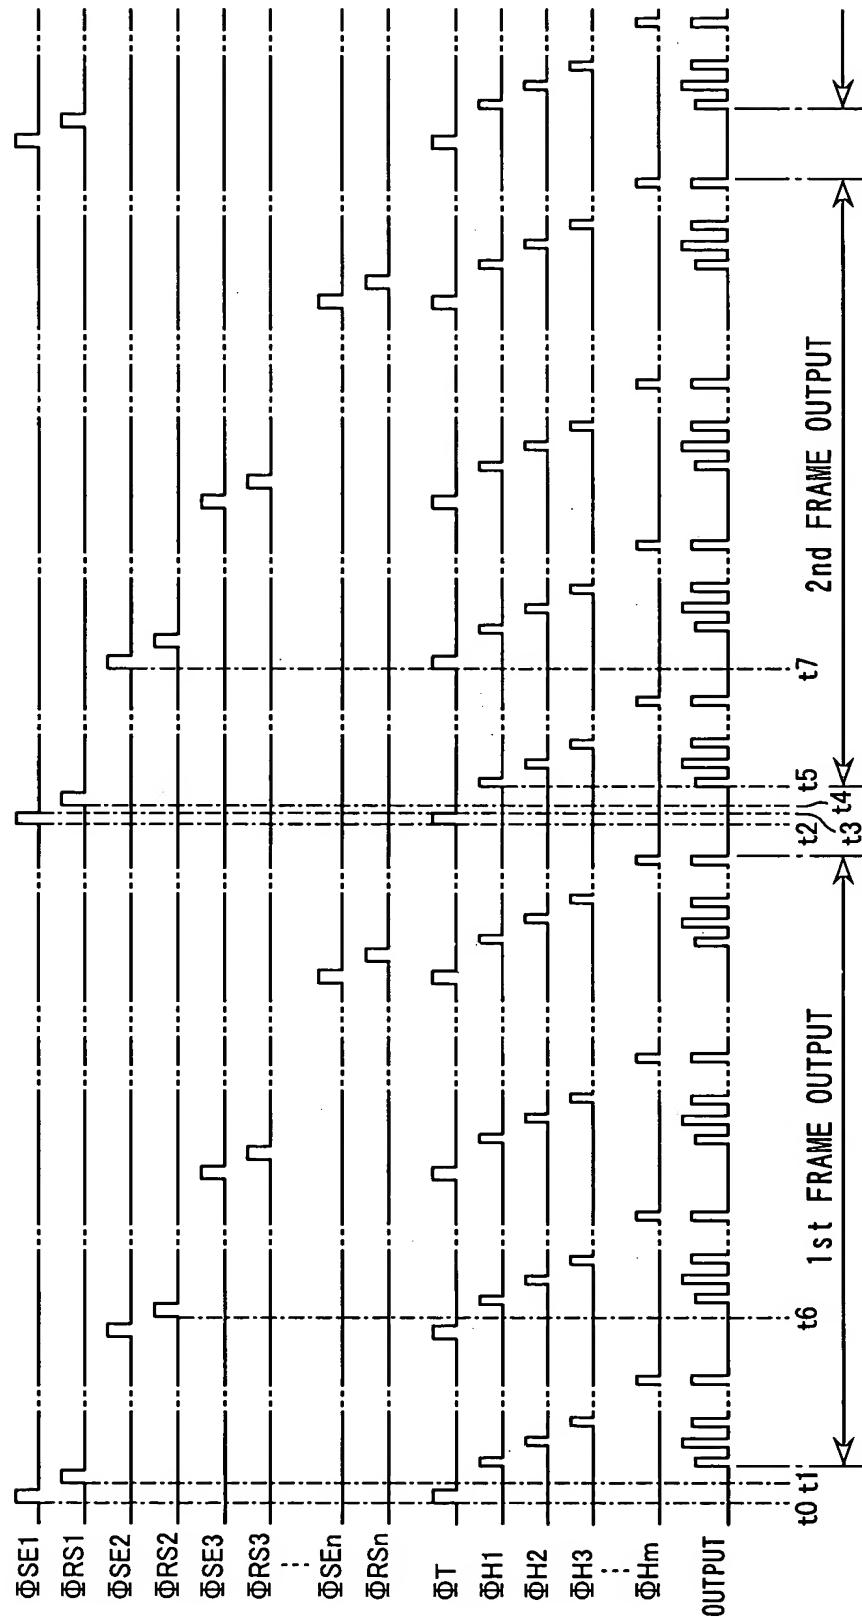 ΦSE1
ΦRS1
ΦSE2
ΦRS2
ΦSE3
ΦRS3
ΦSEn
ΦRSn
ΦT
ΦH1
ΦH2
ΦH3
ΦHm
OUTPUT
t0 t1 t6 t2 t5 t7
t3 t4
1st FRAME OUTPUT
2nd FRAME OUTPUT